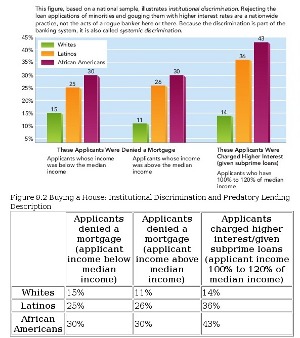 This figure, based on a national sample, illustrates institutional discrimination. Rejecting the
loan applications of minorities and gouging them with higher interest rates are a nationwide
practice, not the acts of a rogue banker here or there. Because the discrimination is part of the
banking system, it is also called systemic discrimination.
45%
40%
35%
30%
25%
20%
15%
10%
5%
Whites
Latinos
African Americans
15
25
30
11
26
30
14
36
43
These Applicants Were Denied a Mortgage
Applicants whose income
was below the median
income
Applicants whose income
was above the median
income
These Applicants Were
Charged Higher Interest
(given subprime loans)
Applicants who have
100% to 120% of median
income
Figure 9.2 Buying a House: Institutional Discrimination and Predatory Lending
Description
Applicants denied a mortgage (applicant income below median income)
Applicants denied a mortgage (applicant income above median income)
Applicants charged higher interest/given subprime loans (applicant income 100% to 120% of median income)
Whites 15% 11% 14%
Latinos 25% 26% 36%
African
Americans 30% 30% 43%